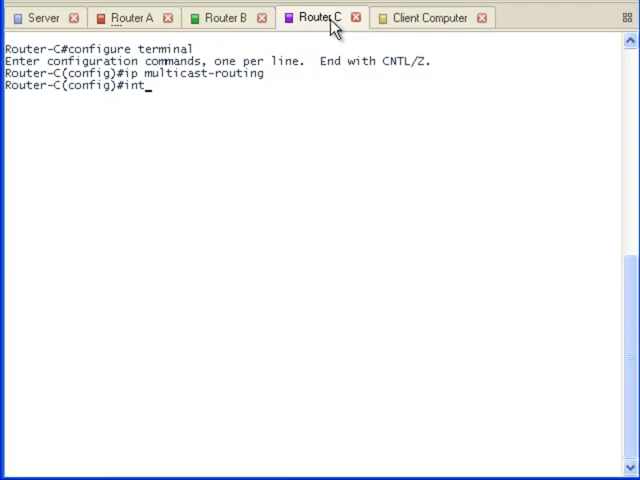 Server Router A Router B Router C Client Computer
Router-C#configure terminal
Enter configuration commands, one per line.  End with CNTL/Z.
Router-C(config)#ip multicast-routing
Router-C(config)#int_